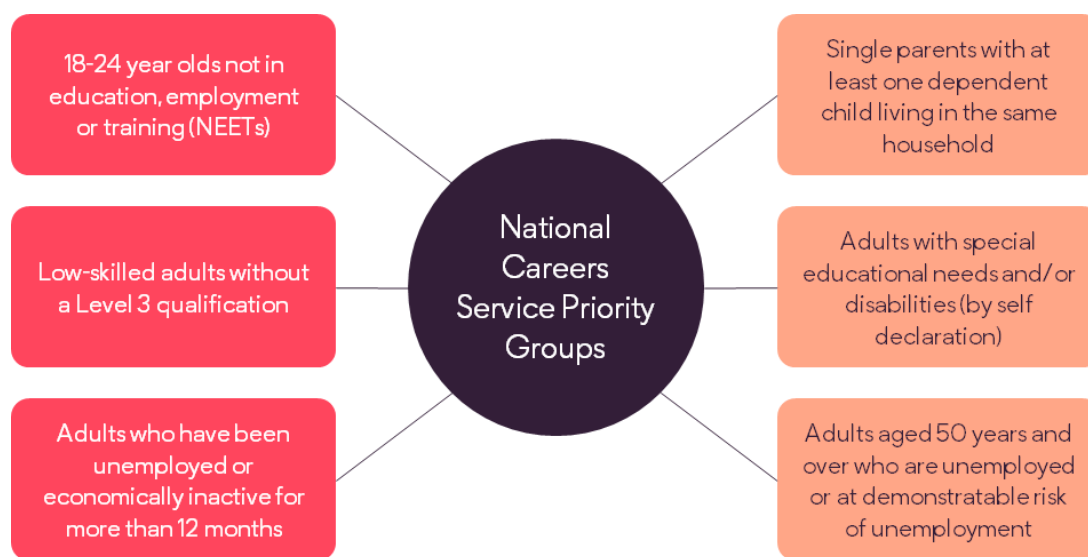 18-24 year olds not in
education, employment
or training (NEETs)
Low-skilled adults without
a Level 3 qualification
Adults who have been
unemployed or
economically inactive for
more than 12 months
National
Careers
Service Priority
Groups
Single parents with at
least one dependent
child living in the same
household
Adults with special
educational needs and/or
disabilities (by self
declaration)
Adults aged 50 years and
over who are unemployed
or at demonstratable risk
of unemployment